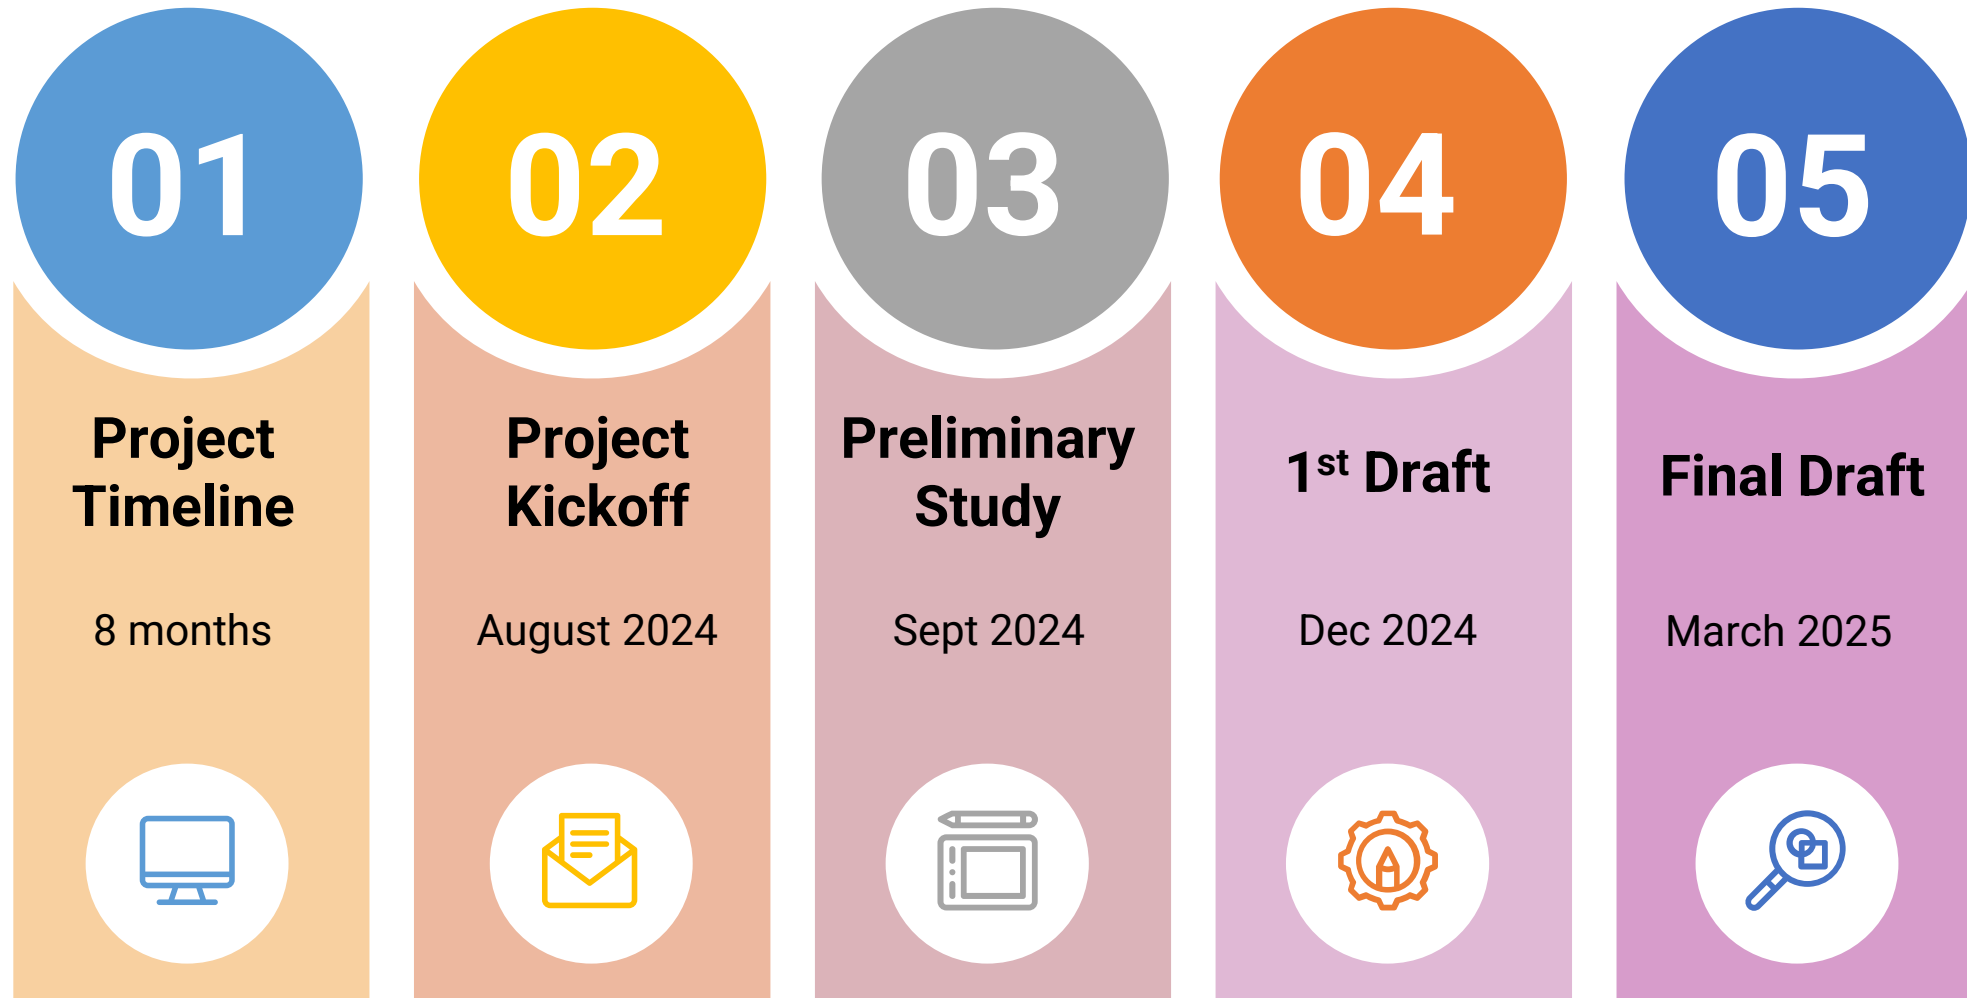 01
Project
Timeline
8 months
02
Project
Kickoff
August 2024
03
Preliminary
Study
Sept 2024
04
1st Draft
Dec 2024
05
Final Draft
March 2025